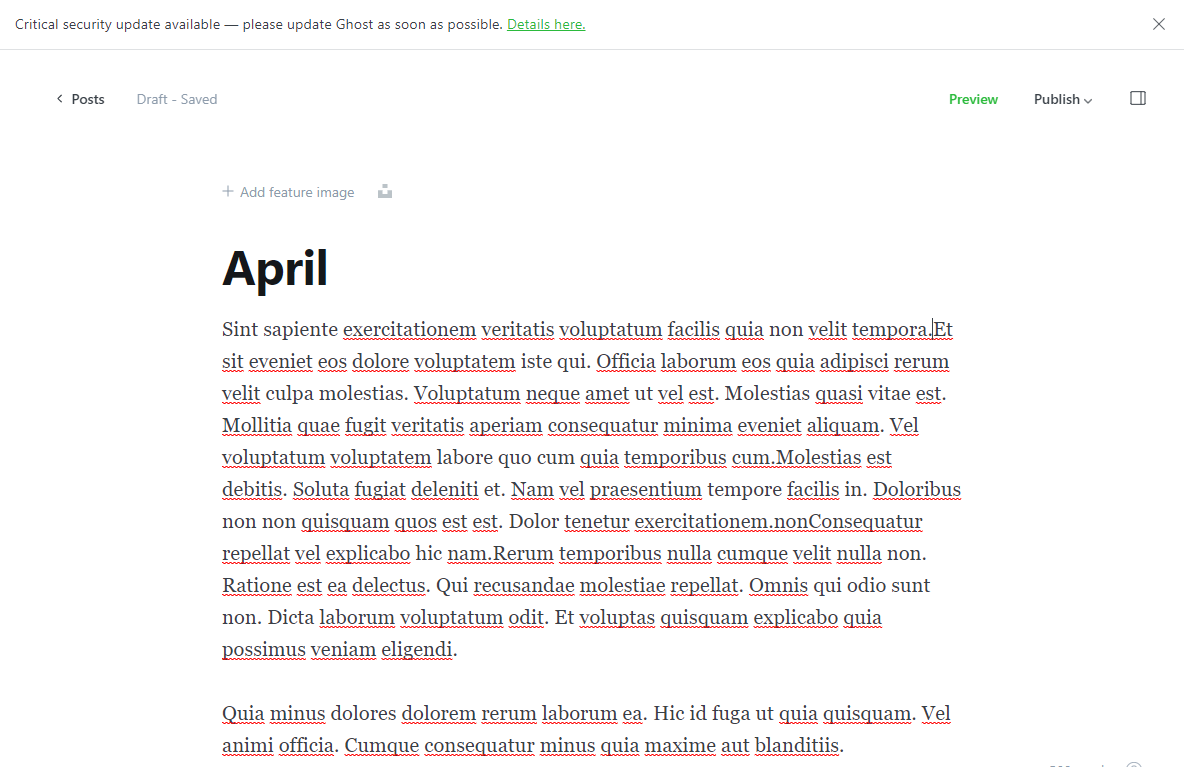 Critical security update available — please update Ghost as soon as possible. Details here.
Posts
Draft - Saved
Preview
Publish
Add feature image
April
Sint sapiente exercitationem veritatis voluptatum facilis quia non velit tempora.Et
sit eveniet eos dolore voluptatem iste qui. Officia laborum eos quia adipisci rerum
velit culpa molestias. Voluptatum neque amet ut vel est. Molestias quasi vitae est.
Mollitia quae fugit veritatis aperiam consequatur minima eveniet aliquam. Vel
voluptatum voluptatem labore quo cum quia temporibus cum.Molestias est
debitis. Soluta fugiat deleniti et. Nam vel praesentium tempore facilis in. Doloribus
non non quisquam quos est est. Dolor tenetur exercitationem.nonConsequatur
repellat vel explicabo hic nam.Rerum temporibus nulla cumque velit nulla non.
Ratione est ea delectus. Qui recusandae molestiae repellat. Omnis qui odio sunt
non. Dicta laborum voluptatum odit. Et voluptas quisquam explicabo quia
possimus veniam eligendi.
Quia minus dolores dolorem rerum laborum ea. Hic id fuga ut quia quisquam. Vel
animi officia. Cumque consequatur minus quia maxime aut blanditiis.